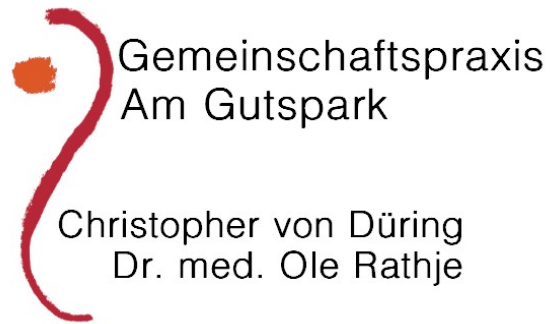 Gemeinschaftspraxis
Am Gutspark
Christopher von Düring
Dr. med. Ole Rathje